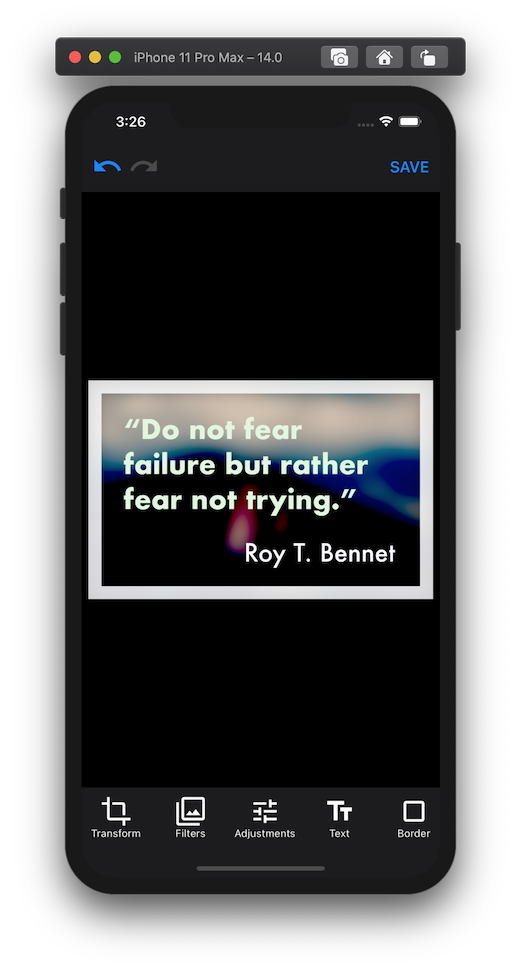 iPhone 11 Pro Max – 14.0
3:26
SAVE
“Do not fear
failure but rather
fear not trying.”
Roy T. Bennet
Transform
Filters
Adjustments
Text
Border